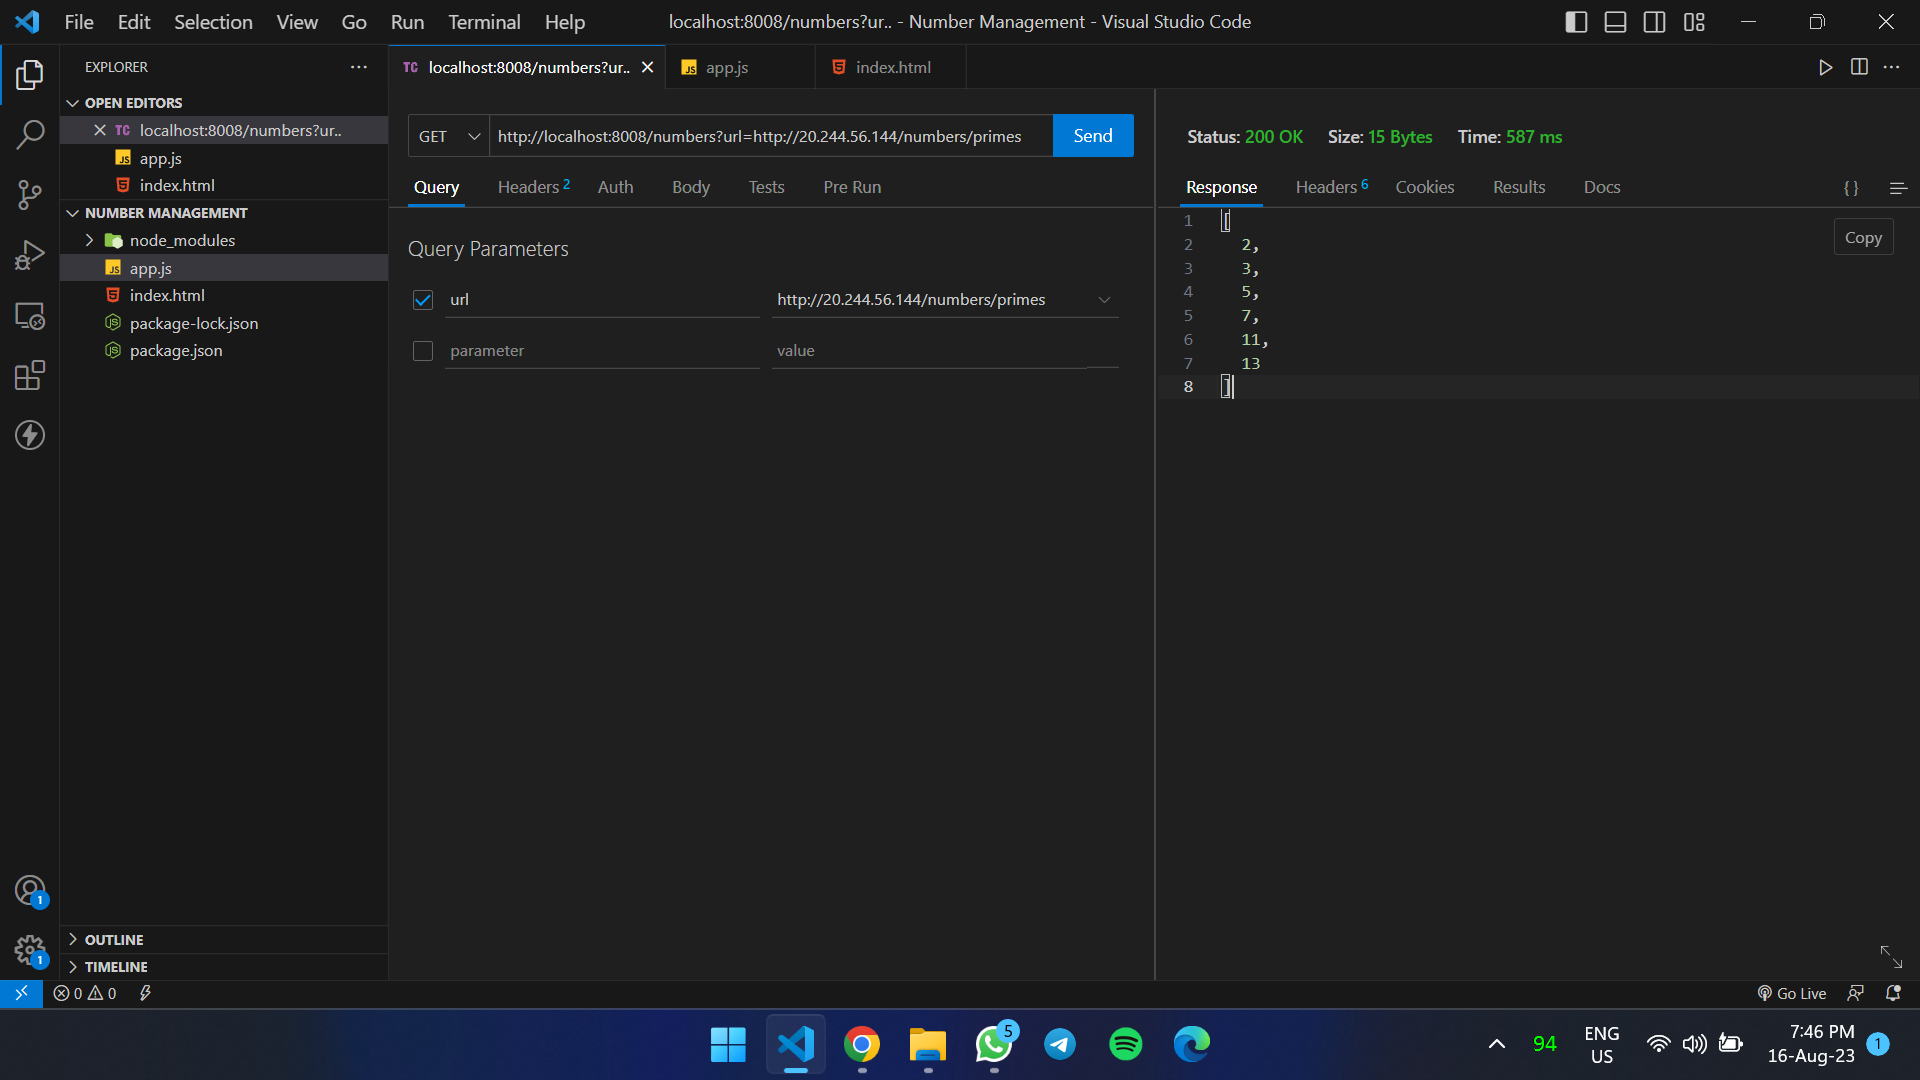 File Edit Selection View Go Run Terminal Help
localhost:8008/numbers?ur.. - Number Management - Visual Studio Code
EXPLORER
OPEN EDITORS
TC localhost:8008/numbers?ur..
JS app.js
index.html
NUMBER MANAGEMENT
node_modules
JS app.js
index.html
package-lock.json
package.json
OUTLINE
TIMELINE
TC localhost:8008/numbers?ur..
JS app.js
index.html
GET
http://localhost:8008/numbers?url=http://20.244.56.144/numbers/primes
Send
Query Headers 2 Auth Body Tests Pre Run
Query Parameters
url http://20.244.56.144/numbers/primes
parameter value
Status: 200 OK Size: 15 Bytes Time: 587 ms
Response Headers 6 Cookies Results Docs { }
Copy
1 [
2 2,
3 3,
4 5,
5 7,
6 11,
7 13
8 ]
1
1
0 0
Go Live
5
94
ENG
US
7:46 PM
16-Aug-23
1